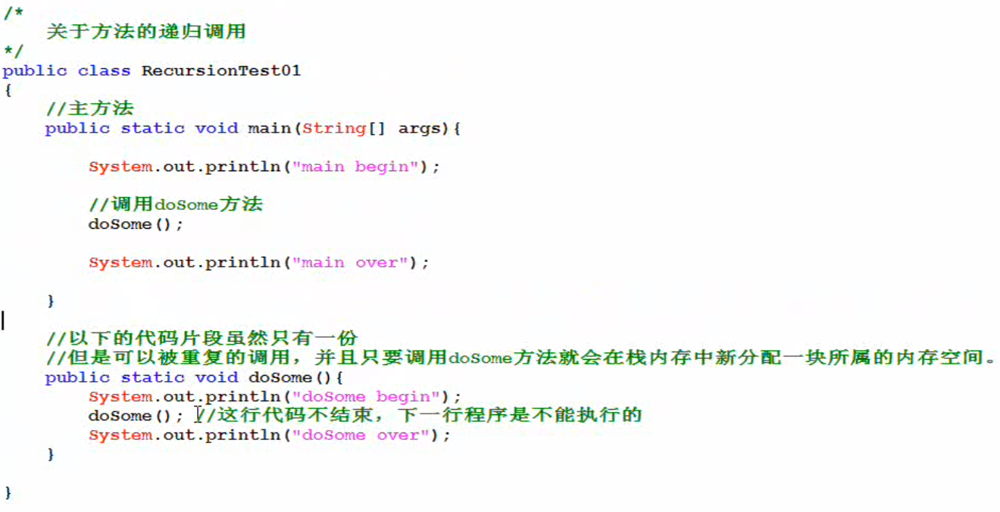 /*
    关于方法的递归调用
*/
public class RecursionTest01
{
    //主方法
    public static void main(String[] args){
        System.out.println("main begin");
        //调用doSome方法
        doSome();
        System.out.println("main over");
    }
    //以下的代码片段虽然只有一份
    //但是可以被重复的调用，并且只要调用doSome方法就会在栈内存中新分配一块所属的内存空间。
    public static void doSome(){
        System.out.println("doSome begin");
        doSome(); //这行代码不结束，下一行程序是不能执行的
        System.out.println("doSome over");
    }
}